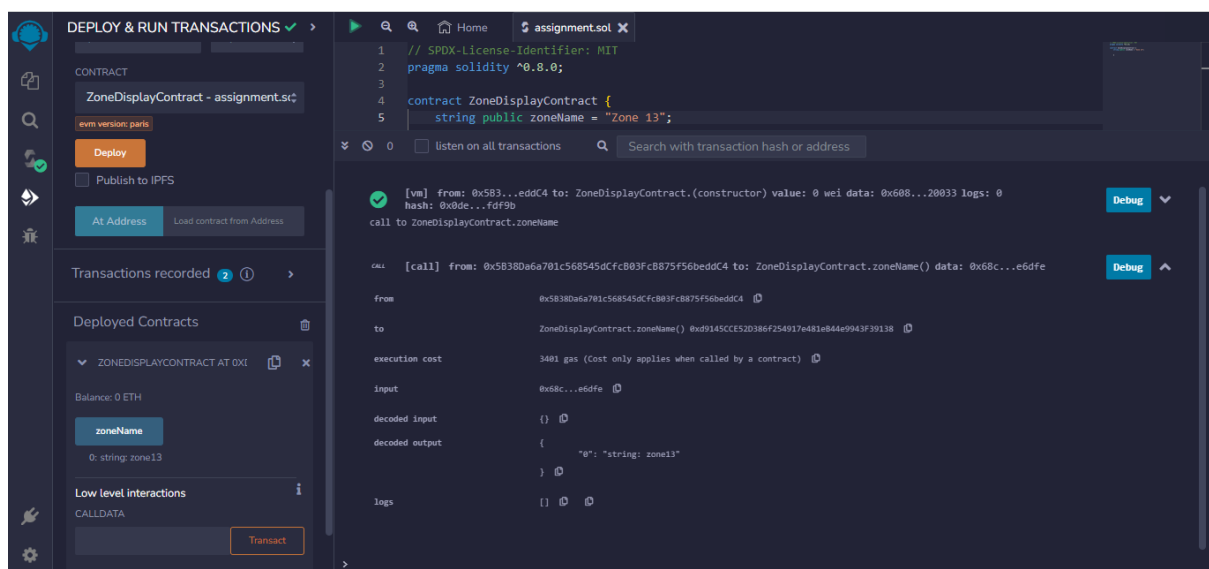 DEPLOY & RUN TRANSACTIONS
CONTRACT
ZoneDisplayContract - assignment.sc
evm version: paris
Deploy
Publish to IPFS
At Address Load contract from Address
Transactions recorded 2 i
Deployed Contracts
ZONEDISPLAYCONTRACT AT 0XI
Balance: 0 ETH
zoneName
0: string: zone13
Low level interactions i
CALLDATA
Transact
Home assignment.sol
1 // SPDX-License-Identifier: MIT
2 pragma solidity ^0.8.0;
3
4 contract ZoneDisplayContract {
5 string public zoneName = "Zone 13";
0 listen on all transactions Search with transaction hash or address
[vm] from: 0x5B3...eddC4 to: ZoneDisplayContract.(constructor) value: 0 wei data: 0x608...20033 logs: 0
hash: 0x0de...fdf9b
Debug
call to ZoneDisplayContract.zoneName
CALL [call] from: 0x5B38Da6a701c568545dCfcB03FcB875f56beddC4 to: ZoneDisplayContract.zoneName() data: 0x68c...e6dfe
Debug
from 0x5B38Da6a701c568545dCfcB03FcB875f56beddC4
to ZoneDisplayContract.zoneName() 0xd9145CCE52D386f254917e481eB44e9943F39138
execution cost 3401 gas (Cost only applies when called by a contract)
input 0x68c...e6dfe
decoded input {}
decoded output {
"0": "string: zone13"
}
logs []
>